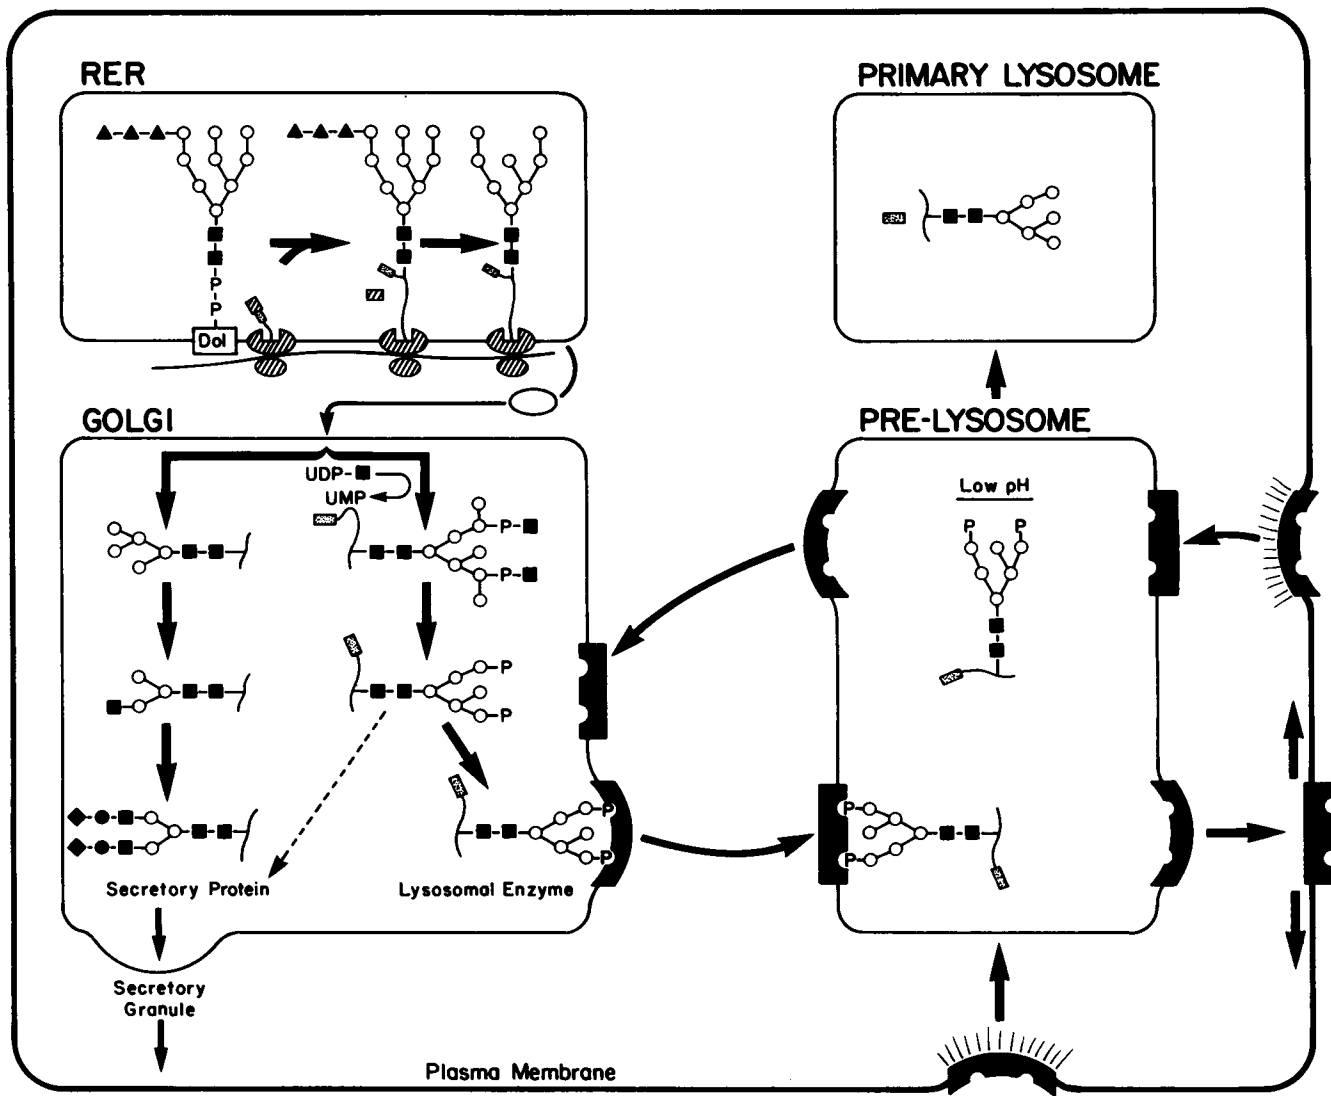 RER
PRIMARY LYSOSOME
P
P
Dol
GOLGI
PRE-LYSOSOME
UDP-
UMP
Low pH
P
P
P
P
P
P
P
P
P
P
Secretory Protein
Lysosomal Enzyme
Secretory
Granule
Plasma Membrane